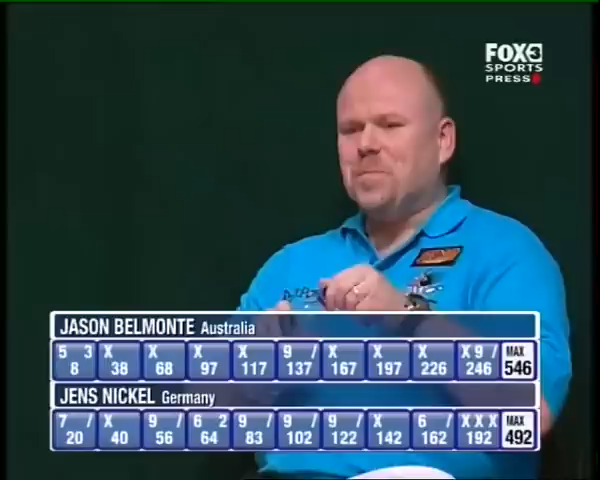 FOX 3
SPORTS
PRESS
JASON BELMONTE Australia
5 3 X X X X 9 / X X X X 9 / MAX
8 38 68 97 117 137 167 197 226 246 546
JENS NICKEL Germany
7 / X 9 / 6 2 9 / 9 / 9 / X 6 / X X X MAX
20 40 56 64 83 102 122 142 162 192 492